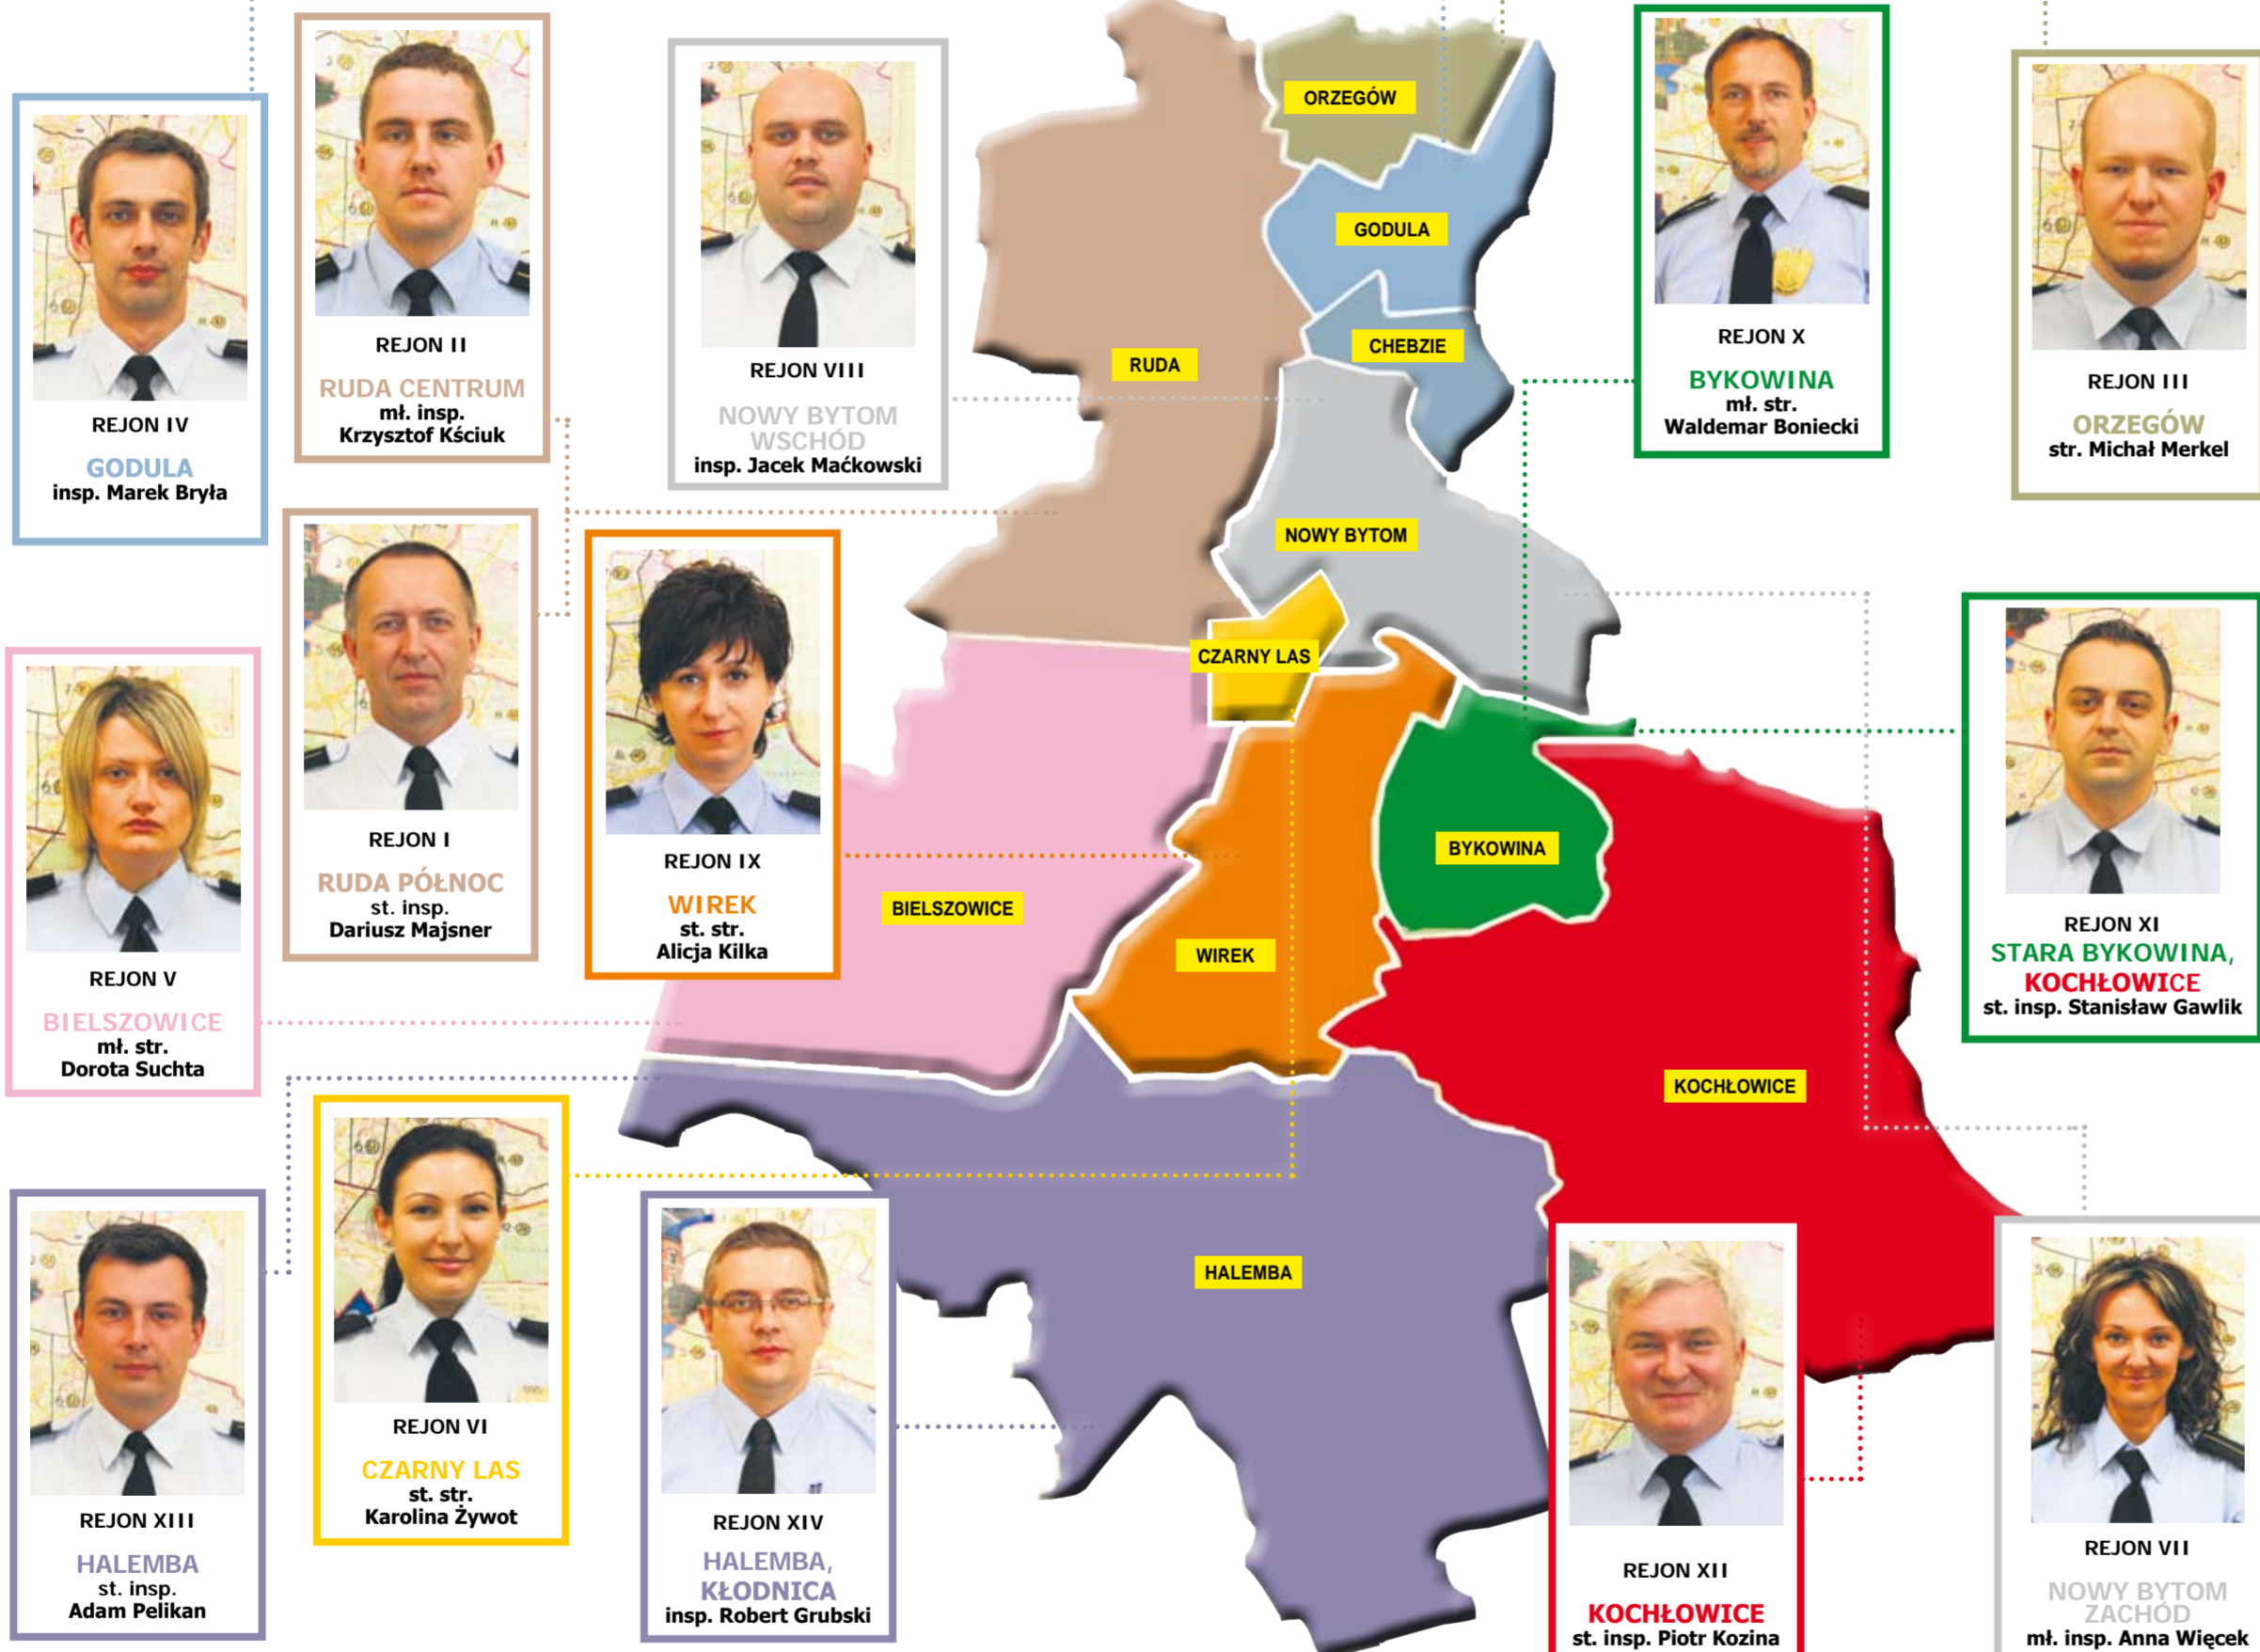 REJON IV
GODULA
insp. Marek Bryła
REJON II
RUDA CENTRUM
mł. insp.
Krzysztof Kściuk
REJON VIII
NOWY BYTOM
WSCHÓD
insp. Jacek Maćkowski
REJON X
BYKOWINA
mł. str.
Waldemar Boniecki
REJON III
ORZEGÓW
str. Michał Merkel
ORZEGÓW
GODULA
CHEBZIE
RUDA
NOWY BYTOM
CZARNY LAS
BYKOWINA
BIELSZOWICE
WIREK
KOCHŁOWICE
HALEMBA
REJON V
BIELSZOWICE
mł. str.
Dorota Suchta
REJON I
RUDA PÓŁNOC
st. insp.
Dariusz Majsner
REJON IX
WIREK
st. str.
Alicja Kilka
REJON XI
STARA BYKOWINA,
KOCHŁOWICE
st. insp. Stanisław Gawlik
REJON XIII
HALEMBA
st. insp.
Adam Pelikan
REJON VI
CZARNY LAS
st. str.
Karolina Żywot
REJON XIV
HALEMBA,
KŁODNICA
insp. Robert Grubski
REJON XII
KOCHŁOWICE
st. insp. Piotr Kozina
REJON VII
NOWY BYTOM
ZACHÓD
mł. insp. Anna Więcek